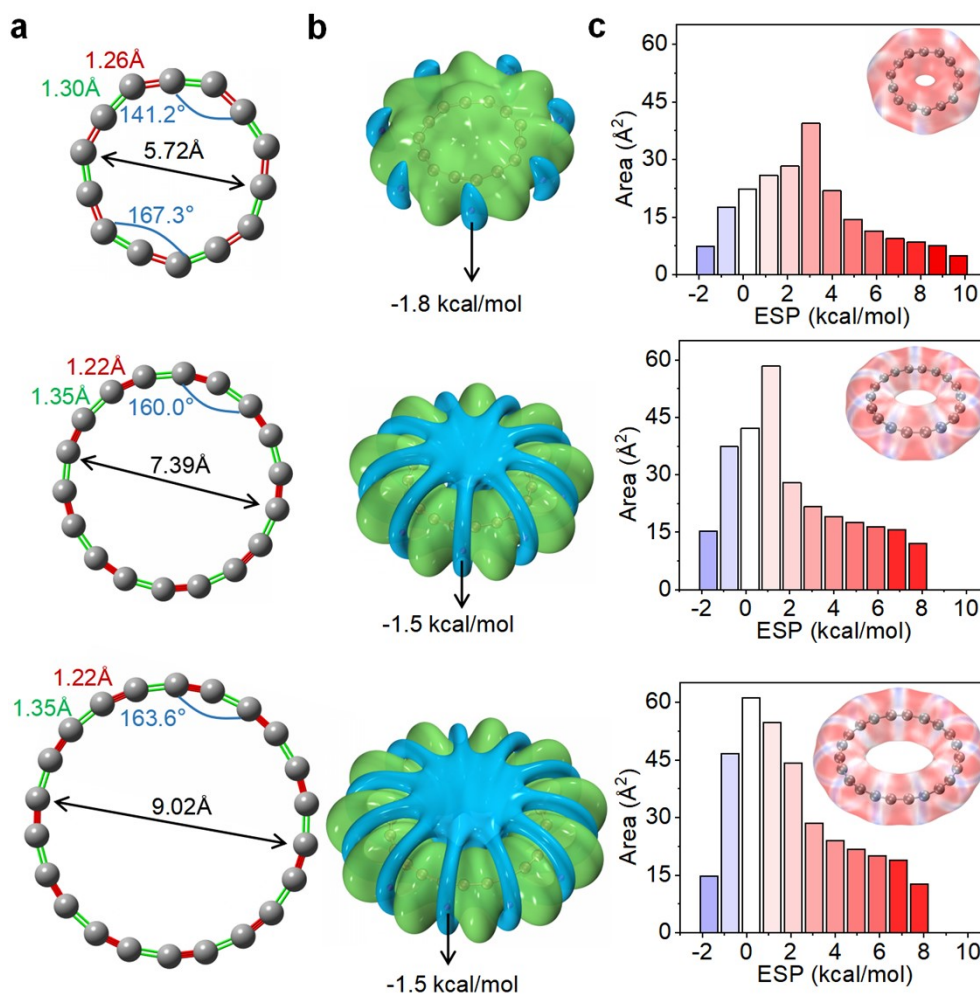 a
b
c
1.26Å
1.30Å
141.2°
5.72Å
167.3°
-1.8 kcal/mol
Area (Å²)
60
45
30
15
0
-2 0 2 4 6 8 10
ESP (kcal/mol)
1.22Å
1.35Å
160.0°
7.39Å
-1.5 kcal/mol
Area (Å²)
60
45
30
15
0
-2 0 2 4 6 8 10
ESP (kcal/mol)
1.22Å
1.35Å
163.6°
9.02Å
-1.5 kcal/mol
Area (Å²)
60
45
30
15
0
-2 0 2 4 6 8 10
ESP (kcal/mol)